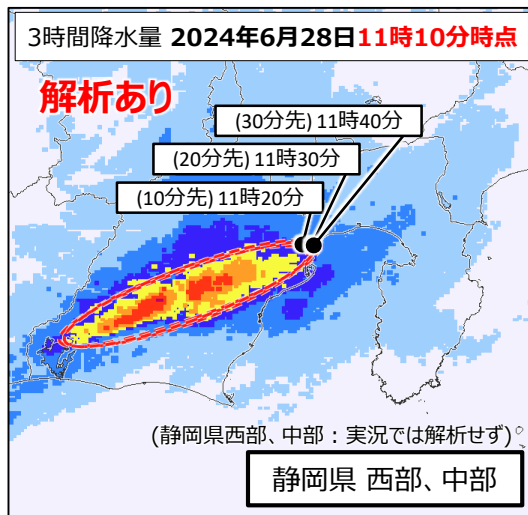 3時間降水量 2024年6月28日11時10分時点
解析あり
(30分先) 11時40分
(20分先) 11時30分
(10分先) 11時20分
(静岡県西部、中部：実況では解析せず)
静岡県 西部、中部